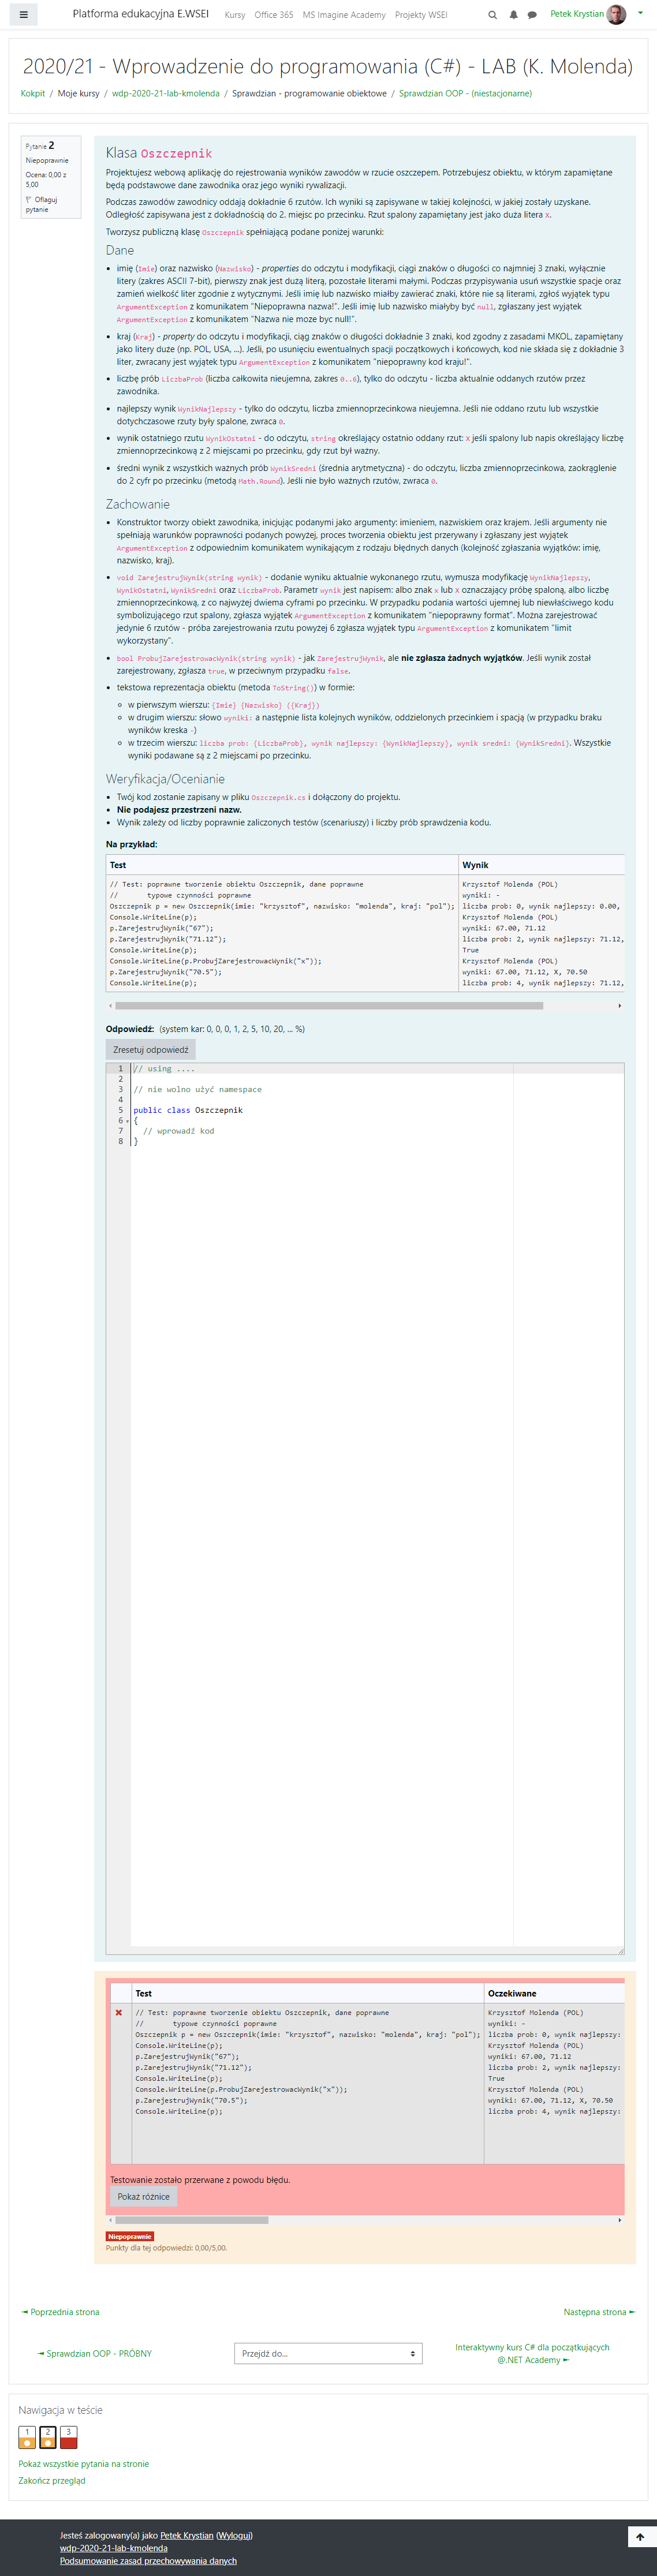 Platforma edukacyjna E.WSEI
Kursy Office 365 MS Imagine Academy Projekty WSEI
Petek Krystian
2020/21 - Wprowadzenie do programowania (C#) - LAB (K. Molenda)
Kokpit / Moje kursy / wdp-2020-21-lab-kmolenda / Sprawdzian - programowanie obiektowe / Sprawdzian OOP - (niestacjonarne)
Pytanie 2
Niepoprawnie
Ocena: 0,00 z
5,00
Oflaguj
pytanie
Klasa Oszczepnik
Projektujesz webową aplikację do rejestrowania wyników zawodów w rzucie oszczepem. Potrzebujesz obiektu, w którym zapamiętane
będą podstawowe dane zawodnika oraz jego wyniki rywalizacji.
Podczas zawodów zawodnicy oddają dokładnie 6 rzutów. Ich wyniki są zapisywane w takiej kolejności, w jakiej zostały uzyskane.
Odległość zapisywana jest z dokładnością do 2. miejsc po przecinku. Rzut spalony zapamiętany jest jako duża litera X.
Tworzysz publiczną klasę Oszczepnik spełniającą podane poniżej warunki:
Dane
• imię (Imie) oraz nazwisko (Nazwisko) - properties do odczytu i modyfikacji, ciągi znaków o długości co najmniej 3 znaki, wyłącznie
litery (zakres ASCII 7-bit), pierwszy znak jest dużą literą, pozostałe literami małymi. Podczas przypisywania usuń wszystkie spacje oraz
zamień wielkość liter zgodnie z wytycznymi. Jeśli imię lub nazwisko miałby zawierać znaki, które nie są literami, zgłoś wyjątek typu
ArgumentException z komunikatem "Niepoprawna nazwa!". Jeśli imię lub nazwisko miałyby być null, zgłaszany jest wyjątek
ArgumentException z komunikatem "Nazwa nie moze byc null!".
• kraj (Kraj) - property do odczytu i modyfikacji, ciąg znaków o długości dokładnie 3 znaki, kod zgodny z zasadami MKOL, zapamiętany
jako litery duże (np. POL, USA, ...). Jeśli, po usunięciu ewentualnych spacji początkowych i końcowych, kod nie składa się z dokładnie 3
liter, zwracany jest wyjątek typu ArgumentException z komunikatem "niepoprawny kod kraju!".
• liczbę prób LiczbaProb (liczba całkowita nieujemna, zakres 0..6), tylko do odczytu - liczba aktualnie oddanych rzutów przez
zawodnika.
• najlepszy wynik WynikNajlepszy - tylko do odczytu, liczba zmiennoprzecinkowa nieujemna. Jeśli nie oddano rzutu lub wszystkie
dotychczasowe rzuty były spalone, zwraca 0.
• wynik ostatniego rzutu WynikOstatni - do odczytu, string określający ostatnio oddany rzut: X jeśli spalony lub napis określający liczbę
zmiennoprzecinkową z 2 miejscami po przecinku, gdy rzut był ważny.
• średni wynik z wszystkich ważnych prób WynikSredni (średnia arytmetyczna) - do odczytu, liczba zmiennoprzecinkowa, zaokrąglenie
do 2 cyfr po przecinku (metodą Math.Round). Jeśli nie było ważnych rzutów, zwraca 0.
Zachowanie
• Konstruktor tworzy obiekt zawodnika, inicjując podanymi jako argumenty: imieniem, nazwiskiem oraz krajem. Jeśli argumenty nie
spełniają warunków poprawności podanych powyżej, proces tworzenia obiektu jest przerywany i zgłaszany jest wyjątek
ArgumentException z odpowiednim komunikatem wynikającym z rodzaju błędnych danych (kolejność zgłaszania wyjątków: imię,
nazwisko, kraj).
• void ZarejestrujWynik(string wynik) - dodanie wyniku aktualnie wykonanego rzutu, wymusza modyfikację WynikNajlepszy,
WynikOstatni, WynikSredni oraz LiczbaProb. Parametr wynik jest napisem: albo znak x lub X oznaczający próbę spaloną, albo liczbę
zmiennoprzecinkową, z co najwyżej dwiema cyframi po przecinku. W przypadku podania wartości ujemnej lub niewłaściwego kodu
symbolizującego rzut spalony, zgłasza wyjątek ArgumentException z komunikatem "niepoprawny format". Można zarejestrować
jedynie 6 rzutów - próba zarejestrowania rzutu powyżej 6 zgłasza wyjątek typu ArgumentException z komunikatem "limit
wykorzystany".
• bool ProbujZarejestrowacWynik(string wynik) - jak ZarejestrujWynik, ale nie zgłasza żadnych wyjątków. Jeśli wynik został
zarejestrowany, zgłasza true, w przeciwnym przypadku false.
• tekstowa reprezentacja obiektu (metoda ToString()) w formie:
◦ w pierwszym wierszu: {Imie} {Nazwisko} ({Kraj})
◦ w drugim wierszu: słowo wyniki: a następnie lista kolejnych wyników, oddzielonych przecinkiem i spacją (w przypadku braku
wyników kreska -)
◦ w trzecim wierszu: liczba prob: {LiczbaProb}, wynik najlepszy: {WynikNajlepszy}, wynik sredni: {WynikSredni}. Wszystkie
wyniki podawane są z 2 miejscami po przecinku.
Weryfikacja/Ocenianie
• Twój kod zostanie zapisany w pliku Oszczepnik.cs i dołączony do projektu.
• Nie podajesz przestrzeni nazw.
• Wynik zależy od liczby poprawnie zaliczonych testów (scenariuszy) i liczby prób sprawdzenia kodu.
Na przykład:
Test Wynik
// Test: poprawne tworzenie obiektu Oszczepnik, dane poprawne
// typowe czynności poprawne
Oszczepnik p = new Oszczepnik(imie: "krzysztof", nazwisko: "molenda", kraj: "pol");
Console.WriteLine(p);
p.ZarejestrujWynik("67");
p.ZarejestrujWynik("71.12");
Console.WriteLine(p);
Console.WriteLine(p.ProbujZarejestrowacWynik("x"));
p.ZarejestrujWynik("70.5");
Console.WriteLine(p);
Krzysztof Molenda (POL)
wyniki: -
liczba prob: 0, wynik najlepszy: 0.00,
Krzysztof Molenda (POL)
wyniki: 67.00, 71.12
liczba prob: 2, wynik najlepszy: 71.12,
True
Krzysztof Molenda (POL)
wyniki: 67.00, 71.12, X, 70.50
liczba prob: 4, wynik najlepszy: 71.12,
Odpowiedź: (system kar: 0, 0, 0, 1, 2, 5, 10, 20, ... %)
Zresetuj odpowiedź
1 // using ....
2
3 // nie wolno użyć namespace
4
5 public class Oszczepnik
6 {
7 // wprowadź kod
8 }
Test Oczekiwane
// Test: poprawne tworzenie obiektu Oszczepnik, dane poprawne
// typowe czynności poprawne
Oszczepnik p = new Oszczepnik(imie: "krzysztof", nazwisko: "molenda", kraj: "pol");
Console.WriteLine(p);
p.ZarejestrujWynik("67");
p.ZarejestrujWynik("71.12");
Console.WriteLine(p);
Console.WriteLine(p.ProbujZarejestrowacWynik("x"));
p.ZarejestrujWynik("70.5");
Console.WriteLine(p);
Krzysztof Molenda (POL)
wyniki: -
liczba prob: 0, wynik najlepszy:
Krzysztof Molenda (POL)
wyniki: 67.00, 71.12
liczba prob: 2, wynik najlepszy:
True
Krzysztof Molenda (POL)
wyniki: 67.00, 71.12, X, 70.50
liczba prob: 4, wynik najlepszy:
Testowanie zostało przerwane z powodu błędu.
Pokaż różnice
Niepoprawnie
Punkty dla tej odpowiedzi: 0,00/5,00.
◄ Poprzednia strona
Następna strona ►
◄ Sprawdzian OOP - PRÓBNY
Przejdź do...
Interaktywny kurs C# dla początkujących
@.NET Academy ►
Nawigacja w teście
1 2 3
Pokaż wszystkie pytania na stronie
Zakończ przegląd
Jesteś zalogowany(a) jako Petek Krystian (Wyloguj)
wdp-2020-21-lab-kmolenda
Podsumowanie zasad przechowywania danych